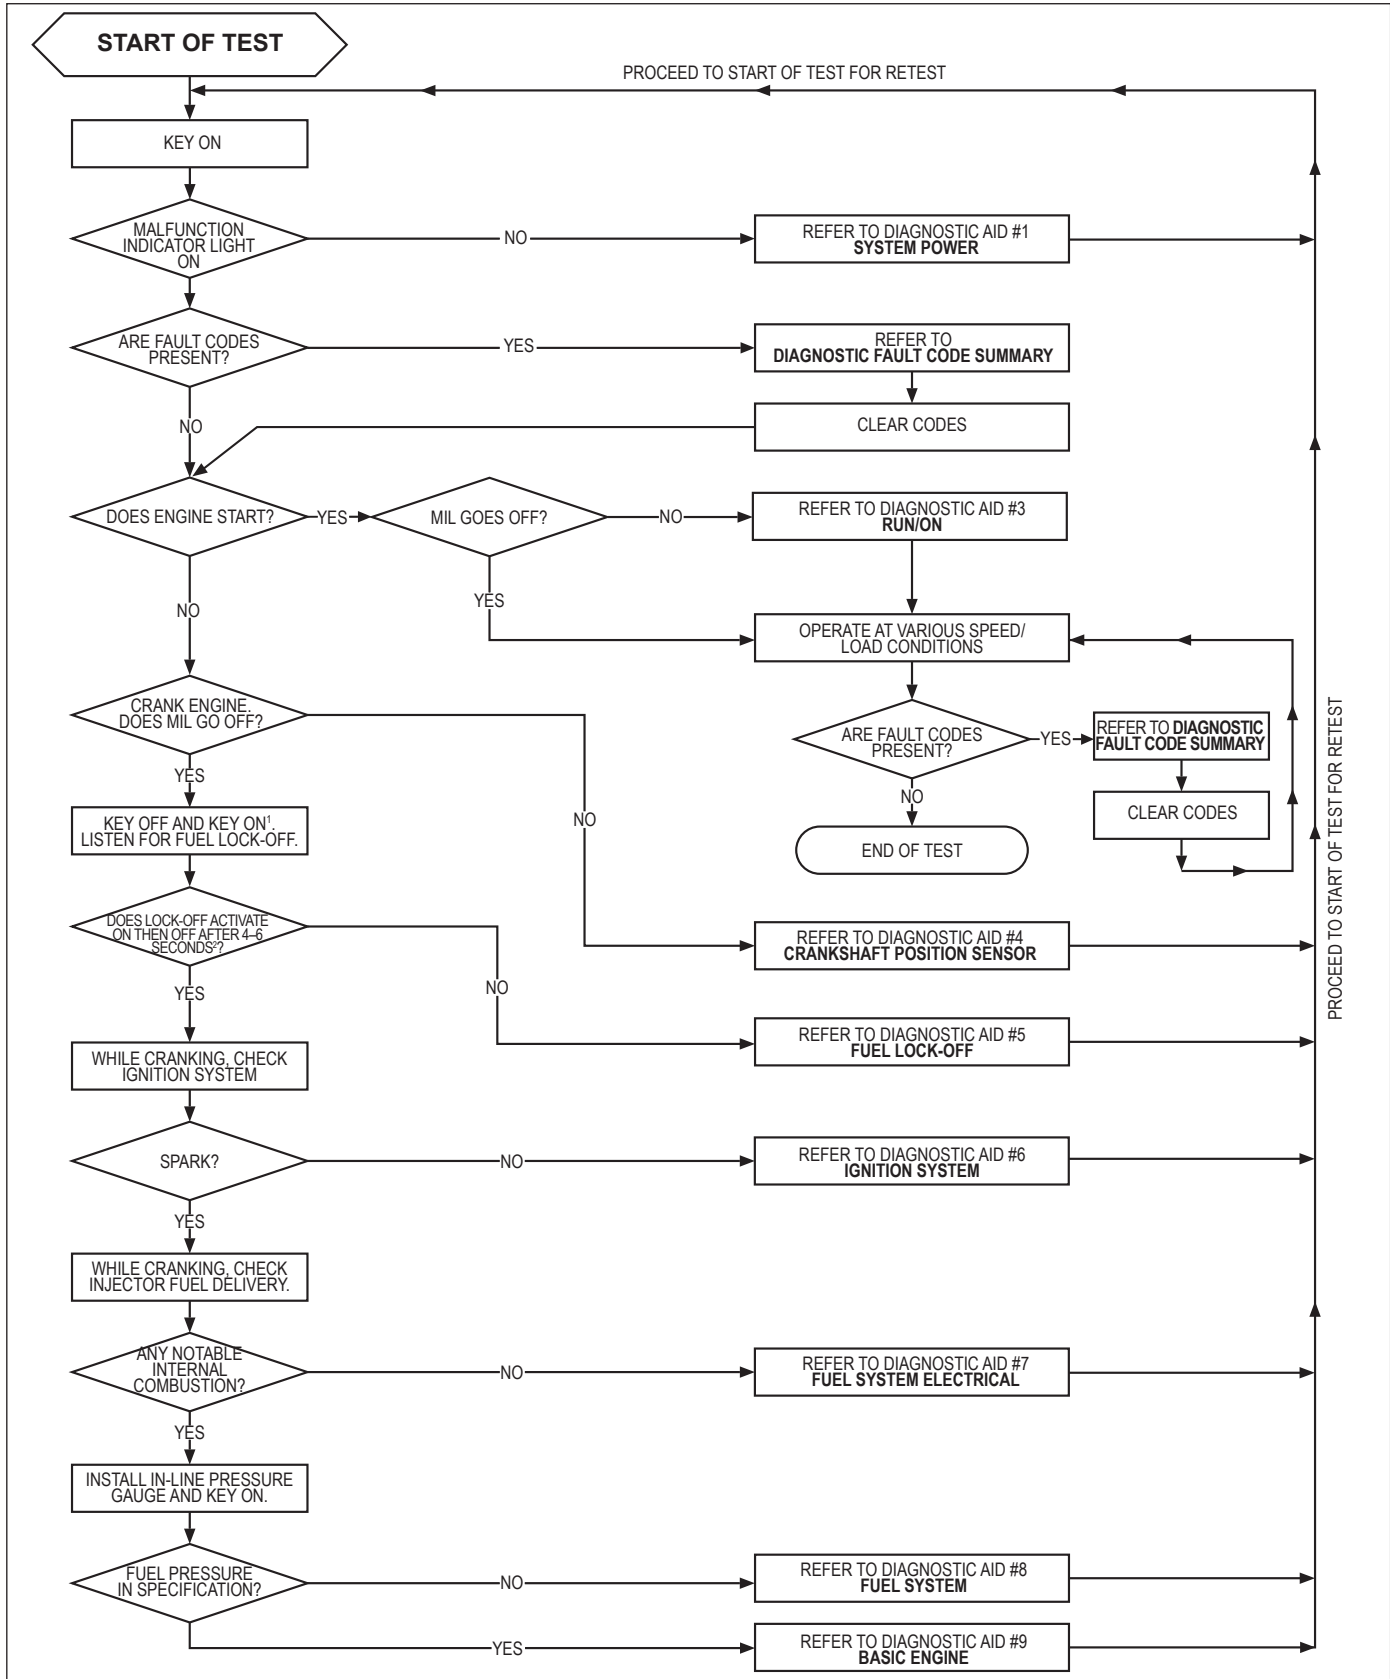 START OF TEST
PROCEED TO START OF TEST FOR RETEST
KEY ON
MALFUNCTION
INDICATOR LIGHT
ON
NO
REFER TO DIAGNOSTIC AID #1
SYSTEM POWER
ARE FAULT CODES
PRESENT?
YES
REFER TO
DIAGNOSTIC FAULT CODE SUMMARY
CLEAR CODES
NO
DOES ENGINE START?
YES
MIL GOES OFF?
NO
REFER TO DIAGNOSTIC AID #3
RUN/ON
YES
NO
OPERATE AT VARIOUS SPEED/
LOAD CONDITIONS
CRANK ENGINE.
DOES MIL GO OFF?
ARE FAULT CODES
PRESENT?
YES
REFER TO DIAGNOSTIC
FAULT CODE SUMMARY
CLEAR CODES
NO
END OF TEST
PROCEED TO START OF TEST FOR RETEST
YES
KEY OFF AND KEY ON¹.
LISTEN FOR FUEL LOCK-OFF.
NO
DOES LOCK-OFF ACTIVATE
ON THEN OFF AFTER 4–6
SECONDS²?
REFER TO DIAGNOSTIC AID #4
CRANKSHAFT POSITION SENSOR
YES
NO
REFER TO DIAGNOSTIC AID #5
FUEL LOCK-OFF
WHILE CRANKING, CHECK
IGNITION SYSTEM
SPARK?
NO
REFER TO DIAGNOSTIC AID #6
IGNITION SYSTEM
YES
WHILE CRANKING, CHECK
INJECTOR FUEL DELIVERY.
ANY NOTABLE
INTERNAL
COMBUSTION?
NO
REFER TO DIAGNOSTIC AID #7
FUEL SYSTEM ELECTRICAL
YES
INSTALL IN-LINE PRESSURE
GAUGE AND KEY ON.
FUEL PRESSURE
IN SPECIFICATION?
NO
REFER TO DIAGNOSTIC AID #8
FUEL SYSTEM
YES
REFER TO DIAGNOSTIC AID #9
BASIC ENGINE